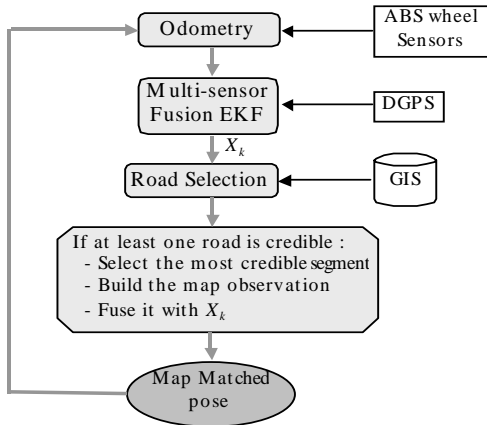 Odometry
ABS wheel
Sensors
Multi-sensor
Fusion EKF
DGPS
X_k
Road Selection
GIS
If at least one road is credible :
- Select the most credible segment
- Build the map observation
- Fuse it with X_k
Map Matched
pose